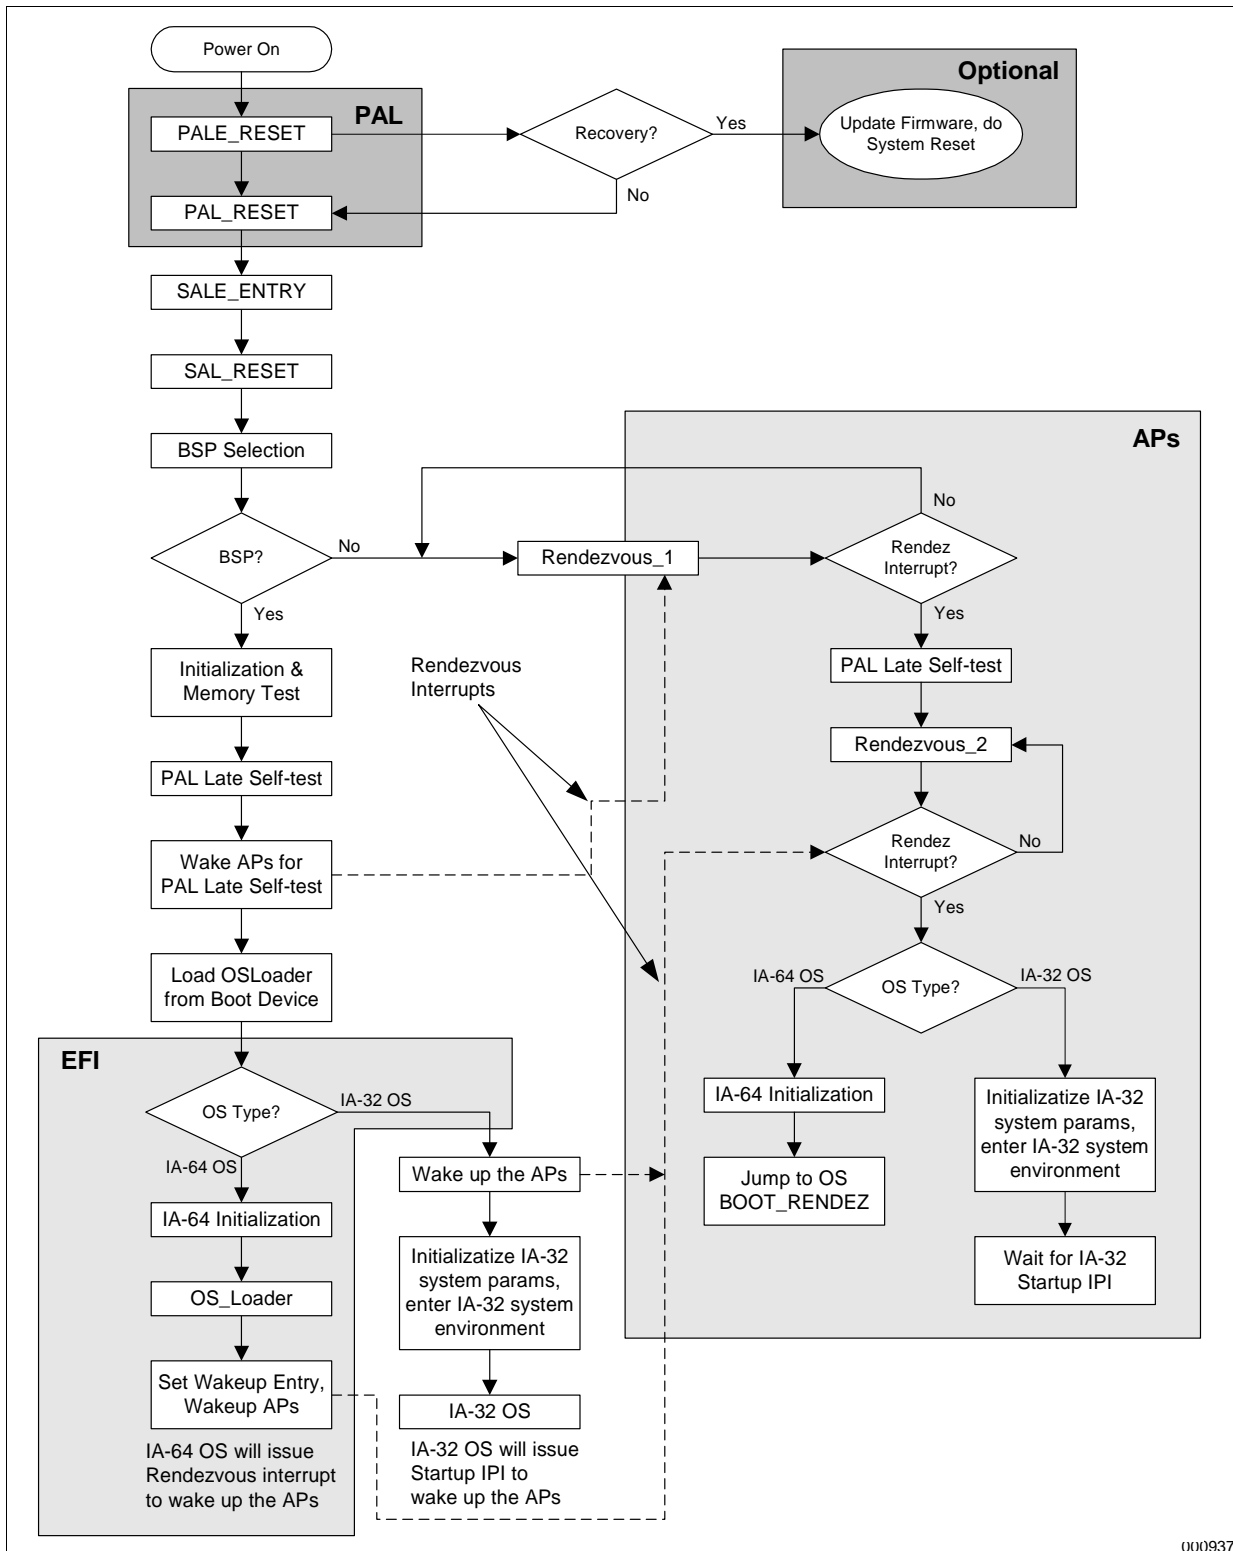 Power On
PAL
PALE_RESET
Recovery?
Yes
No
Optional
Update Firmware, do
System Reset
PAL_RESET
SALE_ENTRY
SAL_RESET
BSP Selection
BSP?
No
Yes
APs
Rendezvous_1
No
Rendez
Interrupt?
Yes
PAL Late Self-test
Rendezvous_2
Rendez
Interrupt?
No
Yes
OS Type?
IA-64 OS
IA-32 OS
IA-64 Initialization
Jump to OS
BOOT_RENDEZ
Initializatize IA-32
system params,
enter IA-32 system
environment
Wait for IA-32
Startup IPI
Rendezvous
Interrupts
Initialization &
Memory Test
PAL Late Self-test
Wake APs for
PAL Late Self-test
Load OSLoader
from Boot Device
EFI
OS Type?
IA-32 OS
IA-64 OS
IA-64 Initialization
OS_Loader
Set Wakeup Entry,
Wakeup APs
IA-64 OS will issue
Rendezvous interrupt
to wake up the APs
Wake up the APs
Initializatize IA-32
system params,
enter IA-32 system
environment
IA-32 OS
IA-32 OS will issue
Startup IPI to
wake up the APs
000937